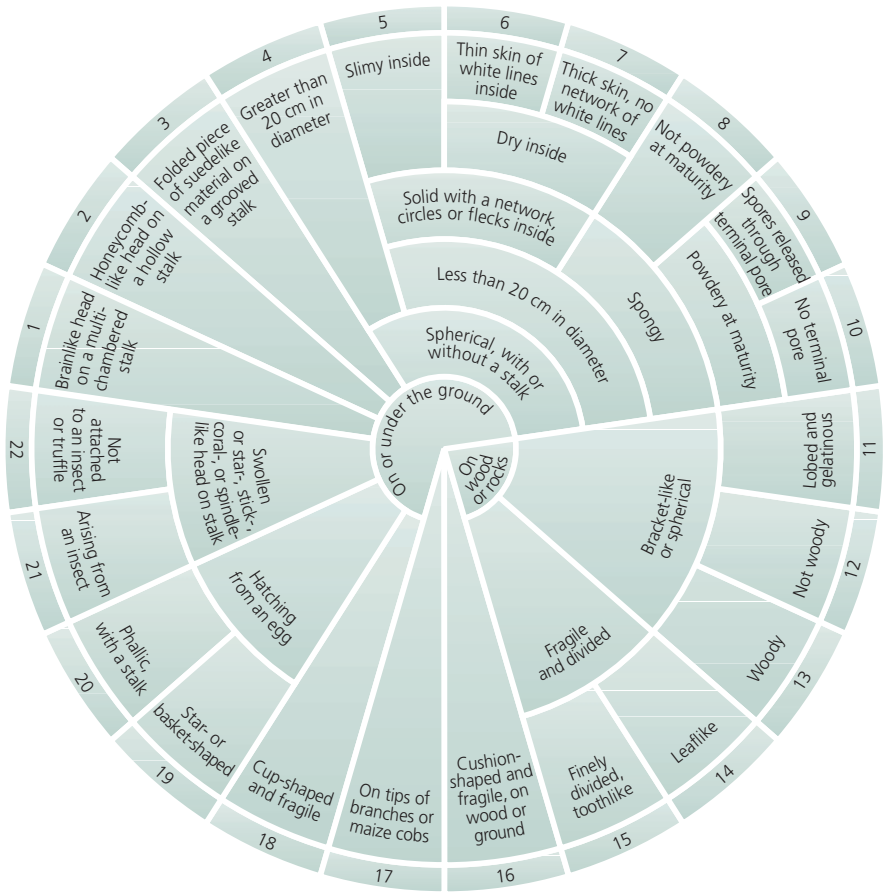 1
2
3
4
5
6
7
8
9
10
11
12
13
14
15
16
17
18
19
20
21
22
Brainlike head
on a multi-
chambered
stalk
Honeycomb-
like head on
a hollow
stalk
Folded piece
of suedelike
material on
a grooved
stalk
Greater than
20 cm in
diameter
Slimy inside
Thin skin of
white lines
inside
Thick skin, no
network of
white lines
Dry inside
Solid with a network,
circles or flecks inside
Less than 20 cm in diameter
Spherical, with or
without a stalk
On or under the ground
Not powdery
at maturity
Spores released
through
terminal pore
No terminal
pore
Powdery at maturity
Spongy
On
wood
or rocks
Bracket-like
or spherical
Lobed and
gelatinous
Not woody
Woody
Fragile
and divided
Leaflike
Finely
divided,
toothlike
Cushion-
shaped and
fragile, on
wood or
ground
On tips of
branches or
maize cobs
Cup-shaped
and fragile
Hatching
from an egg
Star- or
basket-shaped
Phallic,
with a stalk
Swollen
or star-, stick-,
coral-, or spindle-
like head on stalk
Arising from
an insect
Not
attached
to an insect
or truffle